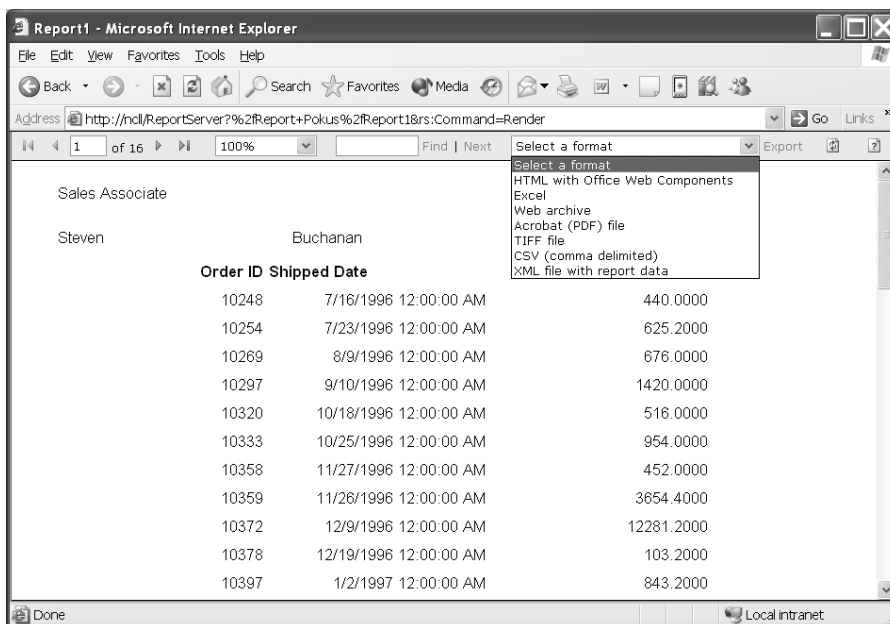 Report1 - Microsoft Internet Explorer
File Edit View Favorites Tools Help
Back Search Favorites Media
Address http://ncll/ReportServer?%2fReport+Pokus%2fReport1&rs:Command=Render Go Links »
1 of 16 100% Find | Next Select a format Export
Select a format
HTML with Office Web Components
Excel
Web archive
Acrobat (PDF) file
TIFF file
CSV (comma delimited)
XML file with report data
Sales Associate
Steven Buchanan
Order ID Shipped Date
10248 7/16/1996 12:00:00 AM 440.0000
10254 7/23/1996 12:00:00 AM 625.2000
10269 8/9/1996 12:00:00 AM 676.0000
10297 9/10/1996 12:00:00 AM 1420.0000
10320 10/18/1996 12:00:00 AM 516.0000
10333 10/25/1996 12:00:00 AM 954.0000
10358 11/27/1996 12:00:00 AM 452.0000
10359 11/26/1996 12:00:00 AM 3654.4000
10372 12/9/1996 12:00:00 AM 12281.2000
10378 12/19/1996 12:00:00 AM 103.2000
10397 1/2/1997 12:00:00 AM 843.2000
Done Local intranet